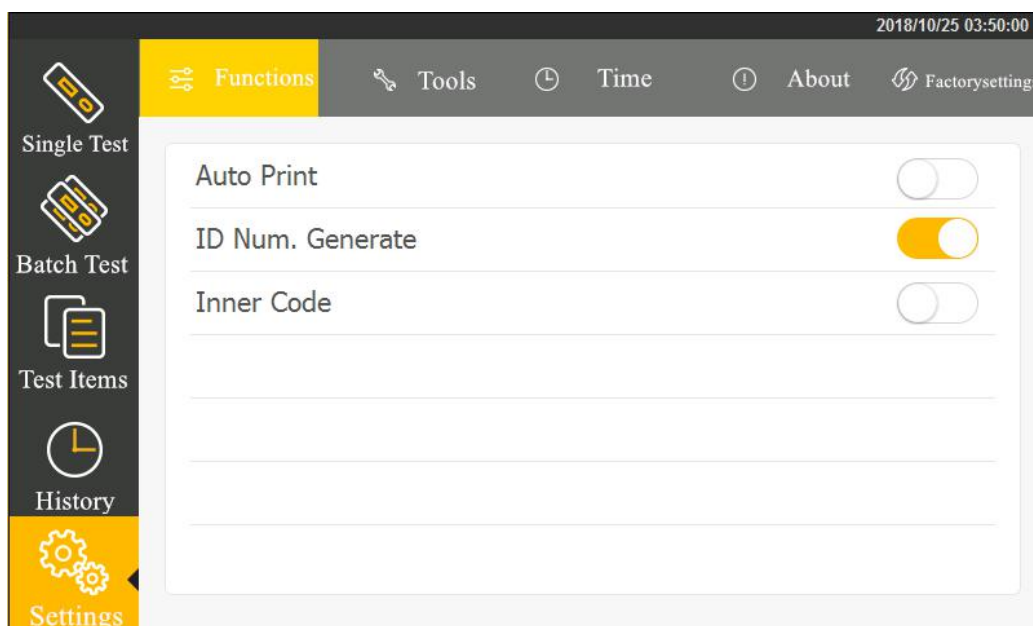 2018/10/25 03:50:00
Functions
Tools
Time
About
Factorysetting
Single Test
Batch Test
Test Items
History
Settings
Auto Print
ID Num. Generate
Inner Code